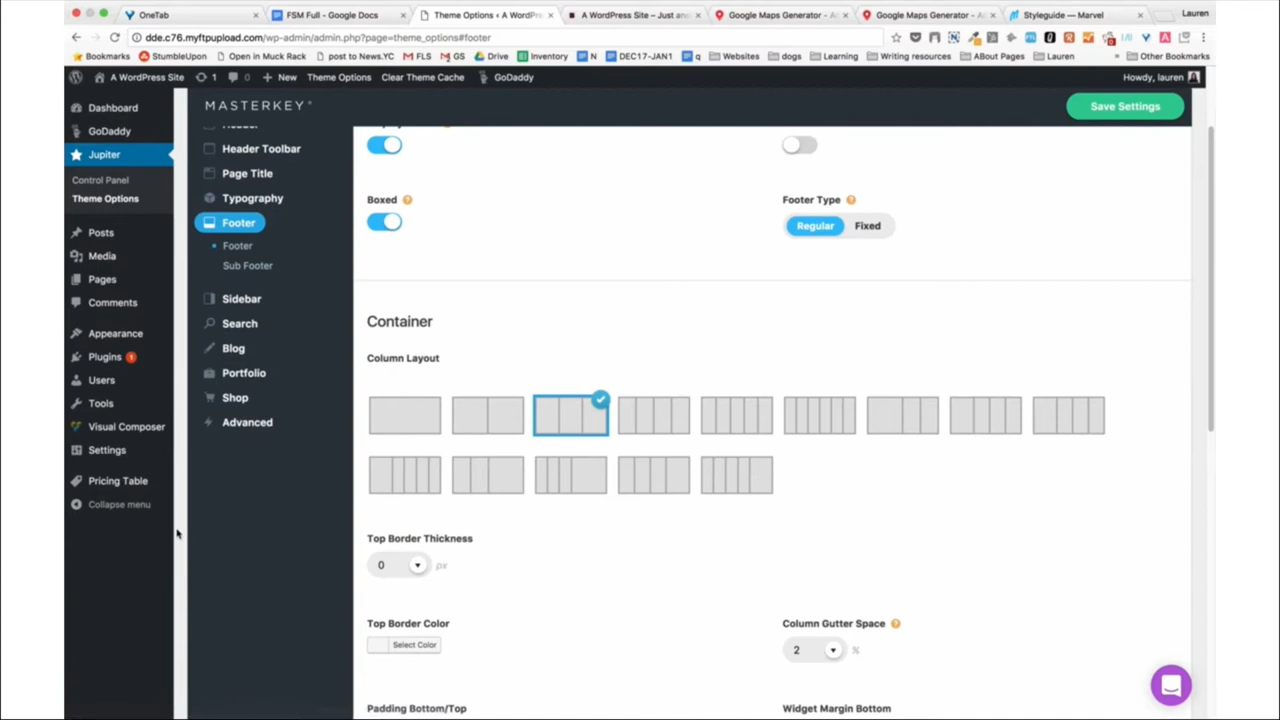 OneTab
FSM Full - Google Docs
Theme Options ‹ A WordPre
A WordPress Site – Just an
Google Maps Generator - A
Google Maps Generator - A
Styleguide — Marvel
Lauren
dde.c76.myftpupload.com/wp-admin/admin.php?page=theme_options#footer
Bookmarks
StumbleUpon
Open in Muck Rack
post to News.YC
FLS
GS
Drive
Inventory
N
DEC17-JAN1
q
Websites
dogs
Learning
Writing resources
ABout Pages
Lauren
»
Other Bookmarks
A WordPress Site
1
0
+ New
Theme Options
Clear Theme Cache
GoDaddy
Howdy, lauren
Dashboard
GoDaddy
Jupiter
Control Panel
Theme Options
Posts
Media
Pages
Comments
Appearance
Plugins 1
Users
Tools
Visual Composer
Settings
Pricing Table
Collapse menu
MASTERKEY
Save Settings
Header
Header Toolbar
Page Title
Typography
Footer
Footer
Sub Footer
Sidebar
Search
Blog
Portfolio
Shop
Advanced
Boxed ?
Footer Type ?
Regular
Fixed
Container
Column Layout
Top Border Thickness
0
px
Top Border Color
Select Color
Column Gutter Space ?
2
%
Padding Bottom/Top
Widget Margin Bottom